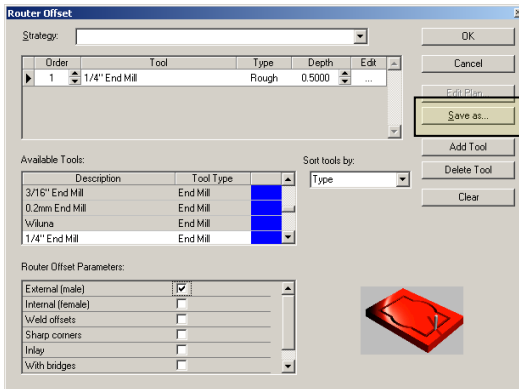 Router Offset
Strategy:
OK
Order Tool Type Depth Edit
Cancel
1 1/4" End Mill Rough 0.5000 ...
Edit Plan...
Save as...
Add Tool
Available Tools:
Sort tools by:
Delete Tool
Description Tool Type
Type
3/16" End Mill End Mill
Clear
0.2mm End Mill End Mill
Wiluna End Mill
1/4" End Mill End Mill
Router Offset Parameters:
External (male)
Internal (female)
Weld offsets
Sharp corners
Inlay
With bridges